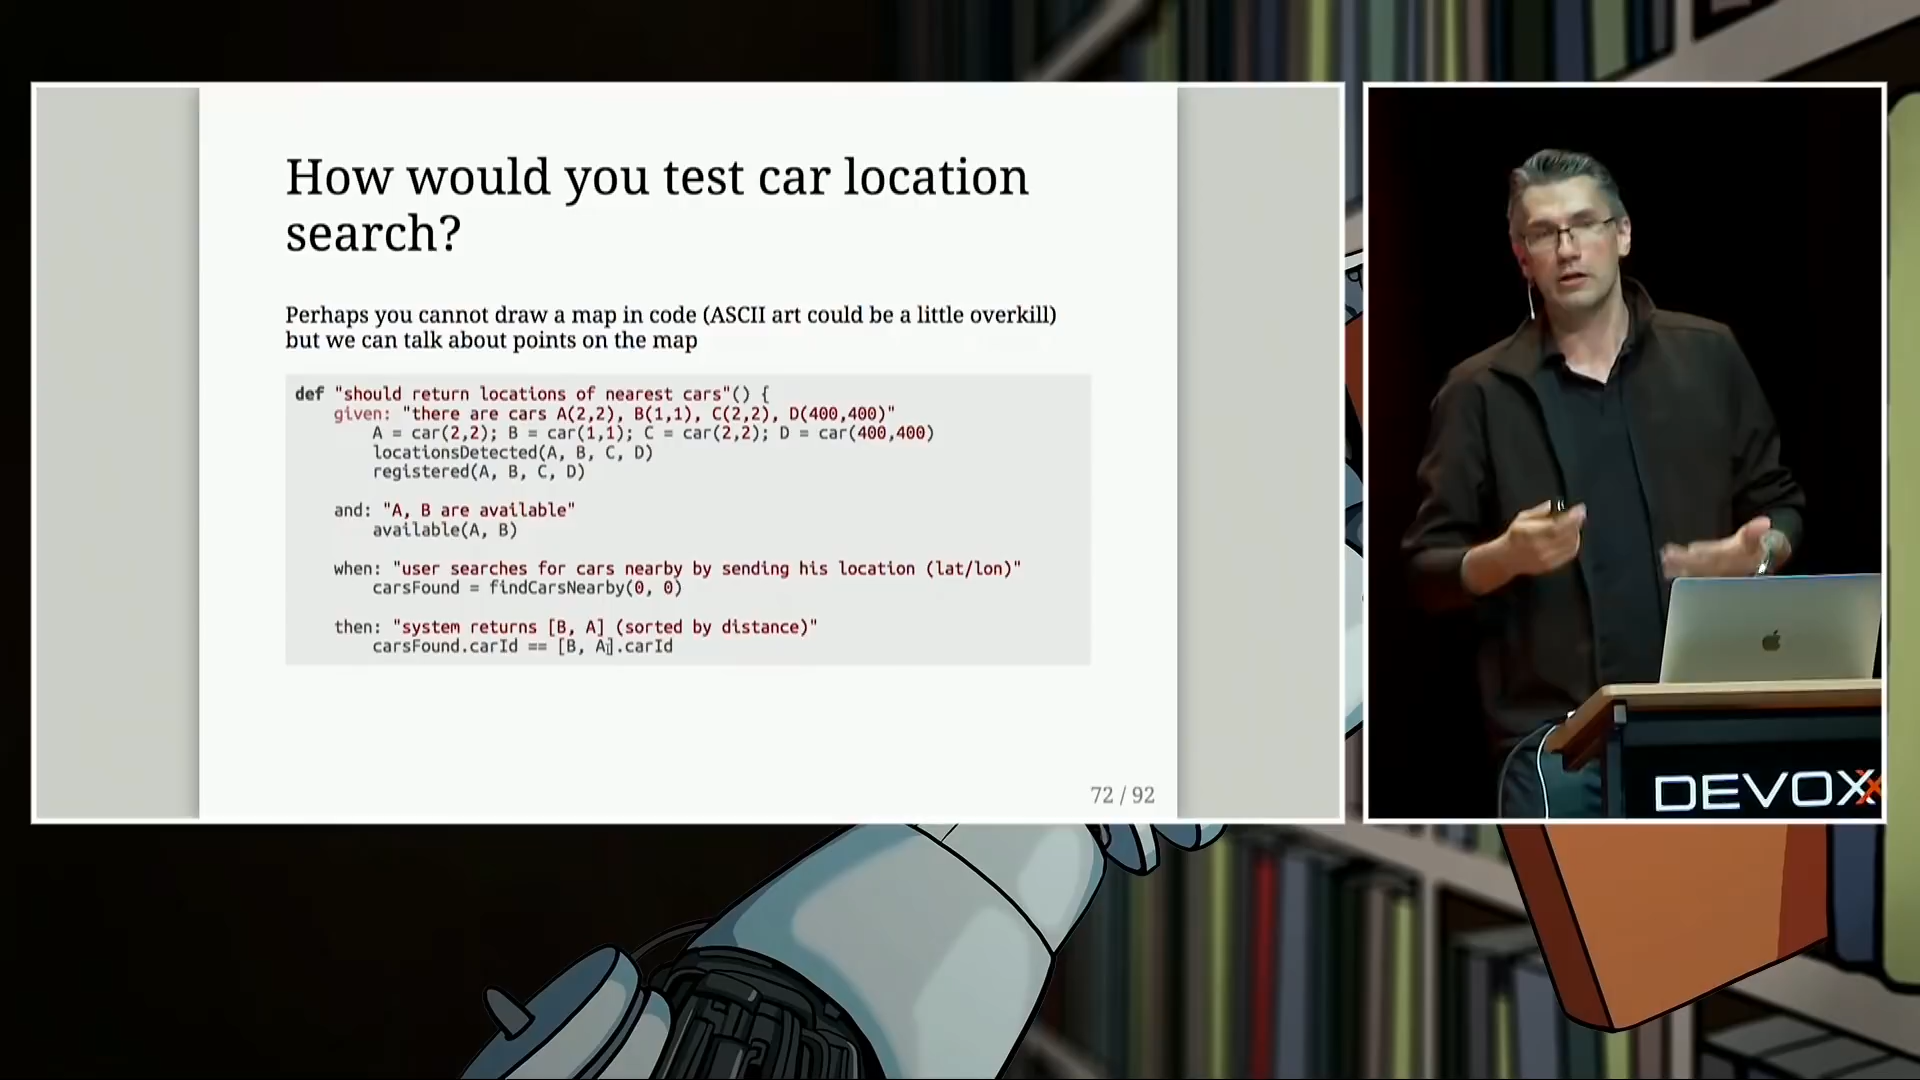 How would you test car location
search?
Perhaps you cannot draw a map in code (ASCII art could be a little overkill)
but we can talk about points on the map
def "should return locations of nearest cars"() {
given: "there are cars A(2,2), B(1,1), C(2,2), D(400,400)"
A = car(2,2); B = car(1,1); C = car(2,2); D = car(400,400)
locationsDetected(A, B, C, D)
registered(A, B, C, D)
and: "A, B are available"
available(A, B)
when: "user searches for cars nearby by sending his location (lat/lon)"
carsFound = findCarsNearby(0, 0)
then: "system returns [B, A] (sorted by distance)"
carsFound.carId == [B, A].carId
72 / 92
DEVOXX